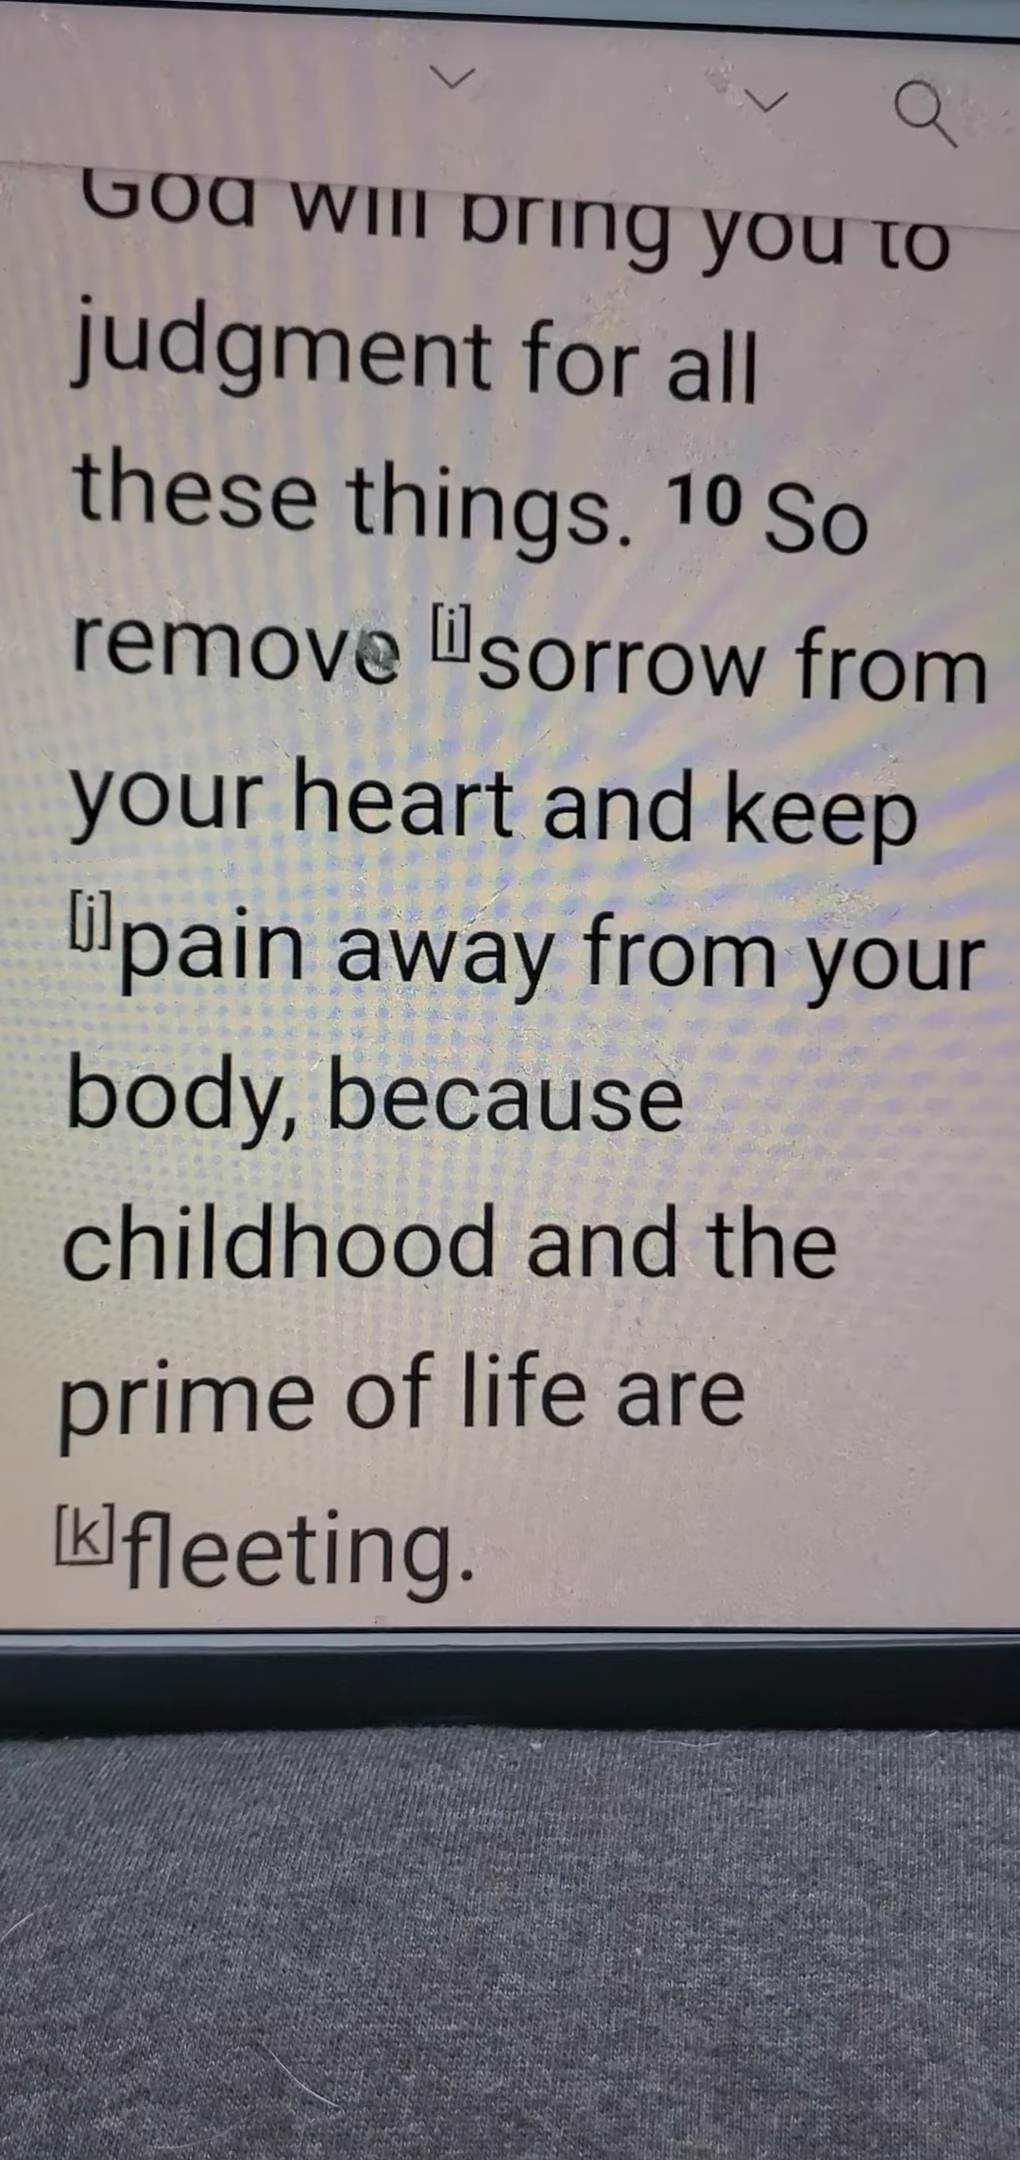 God will bring you to
judgment for all
these things. 10 So
remove [i]sorrow from
your heart and keep
[j]pain away from your
body, because
childhood and the
prime of life are
[k]fleeting.